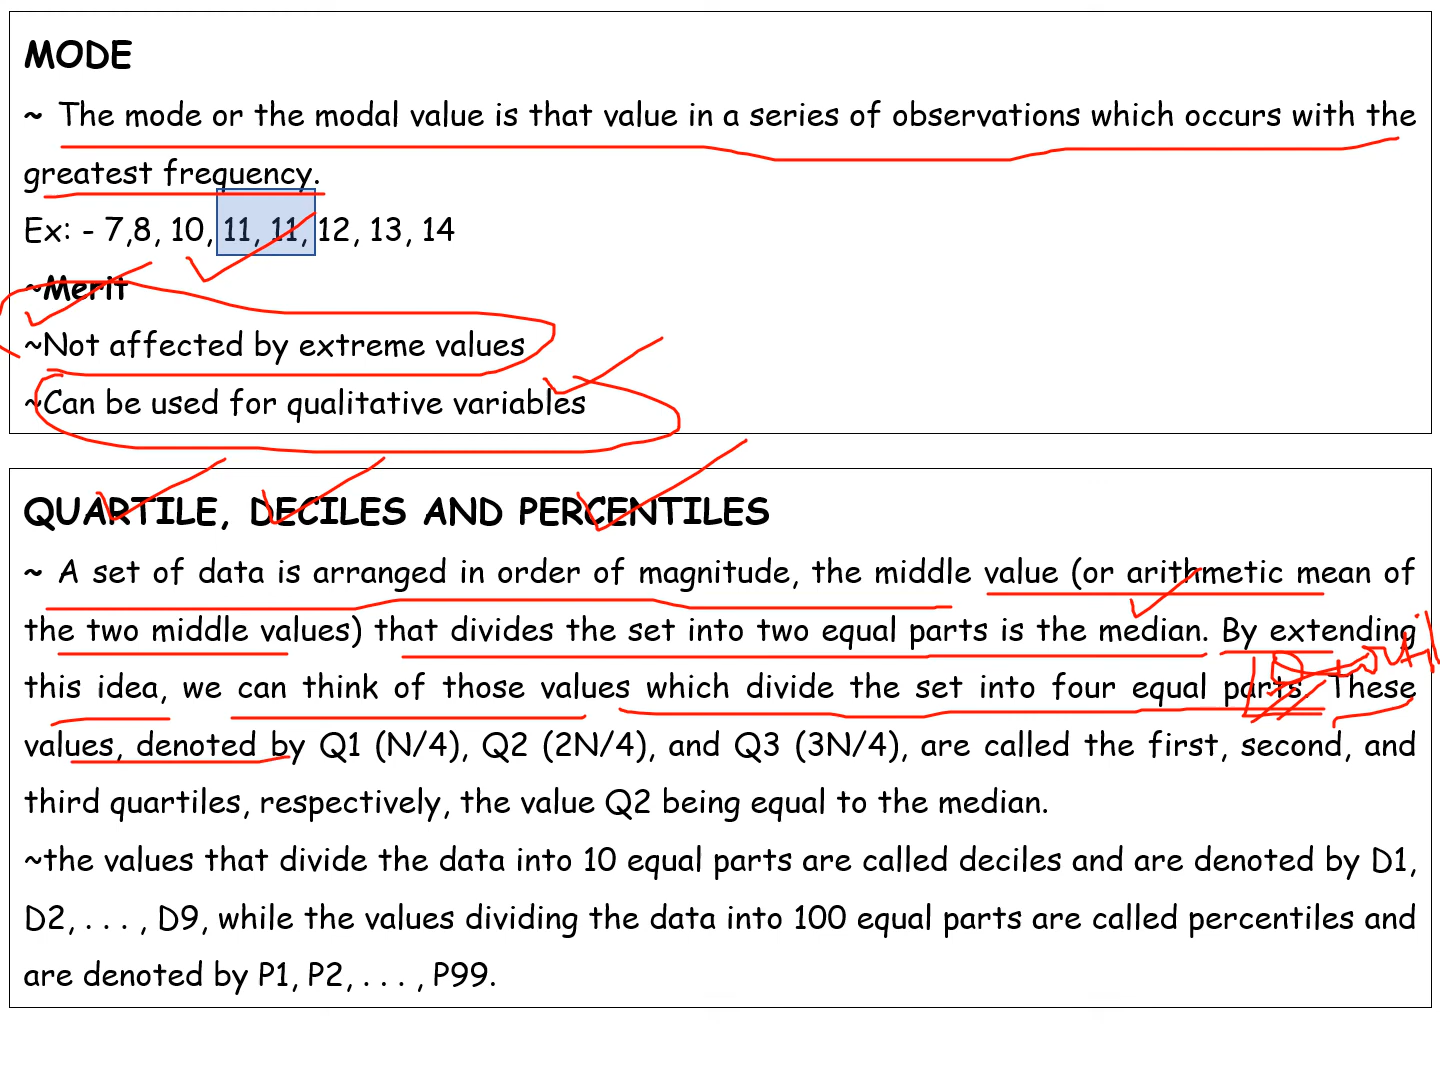 MODE
~ The mode or the modal value is that value in a series of observations which occurs with the
greatest frequency.
Ex: - 7,8, 10, 11, 11, 12, 13, 14
~Merit
~Not affected by extreme values
~Can be used for qualitative variables
QUARTILE, DECILES AND PERCENTILES
~ A set of data is arranged in order of magnitude, the middle value (or arithmetic mean of
the two middle values) that divides the set into two equal parts is the median. By extending
this idea, we can think of those values which divide the set into four equal parts. These
values, denoted by Q1 (N/4), Q2 (2N/4), and Q3 (3N/4), are called the first, second, and
third quartiles, respectively, the value Q2 being equal to the median.
~the values that divide the data into 10 equal parts are called deciles and are denoted by D1,
D2, . . . , D9, while the values dividing the data into 100 equal parts are called percentiles and
are denoted by P1, P2, . . . , P99.